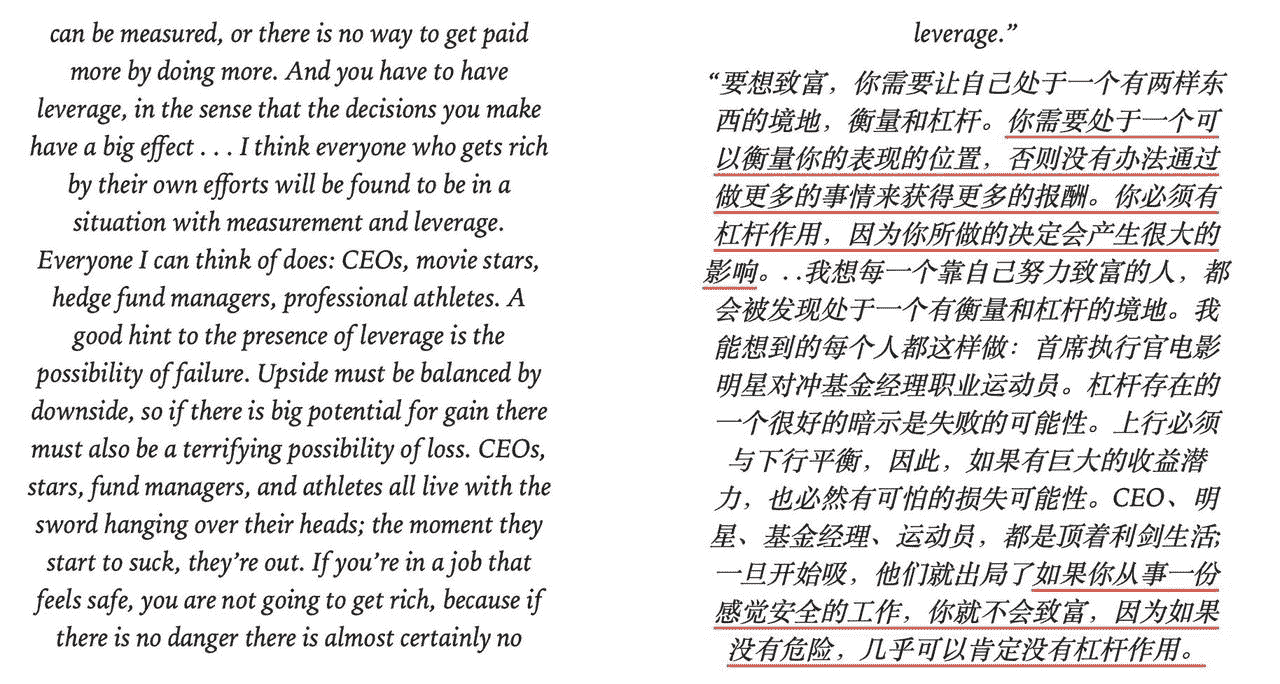 can be measured, or there is no way to get paid
more by doing more. And you have to have
leverage, in the sense that the decisions you make
have a big effect . . . I think everyone who gets rich
by their own efforts will be found to be in a
situation with measurement and leverage.
Everyone I can think of does: CEOs, movie stars,
hedge fund managers, professional athletes. A
good hint to the presence of leverage is the
possibility of failure. Upside must be balanced by
downside, so if there is big potential for gain there
must also be a terrifying possibility of loss. CEOs,
stars, fund managers, and athletes all live with the
sword hanging over their heads; the moment they
start to suck, they’re out. If you’re in a job that
feels safe, you are not going to get rich, because if
there is no danger there is almost certainly no
leverage.”
“要想致富，你需要让自己处于一个有两样东
西的境地，衡量和杠杆。你需要处于一个可
以衡量你的表现的位置，否则没有办法通过
做更多的事情来获得更多的报酬。你必须有
杠杆作用，因为你所做的决定会产生很大的
影响。. .我想每一个靠自己努力致富的人，都
会被发现处于一个有衡量和杠杆的境地。我
能想到的每个人都这样做：首席执行官电影
明星对冲基金经理职业运动员。杠杆存在的
一个很好的暗示是失败的可能性。上行必须
与下行平衡，因此，如果有巨大的收益潜
力，也必然有可怕的损失可能性。CEO、明
星、基金经理、运动员，都是顶着利剑生活;
一旦开始吸，他们就出局了如果你从事一份
感觉安全的工作，你就不会致富，因为如果
没有危险，几乎可以肯定没有杠杆作用。